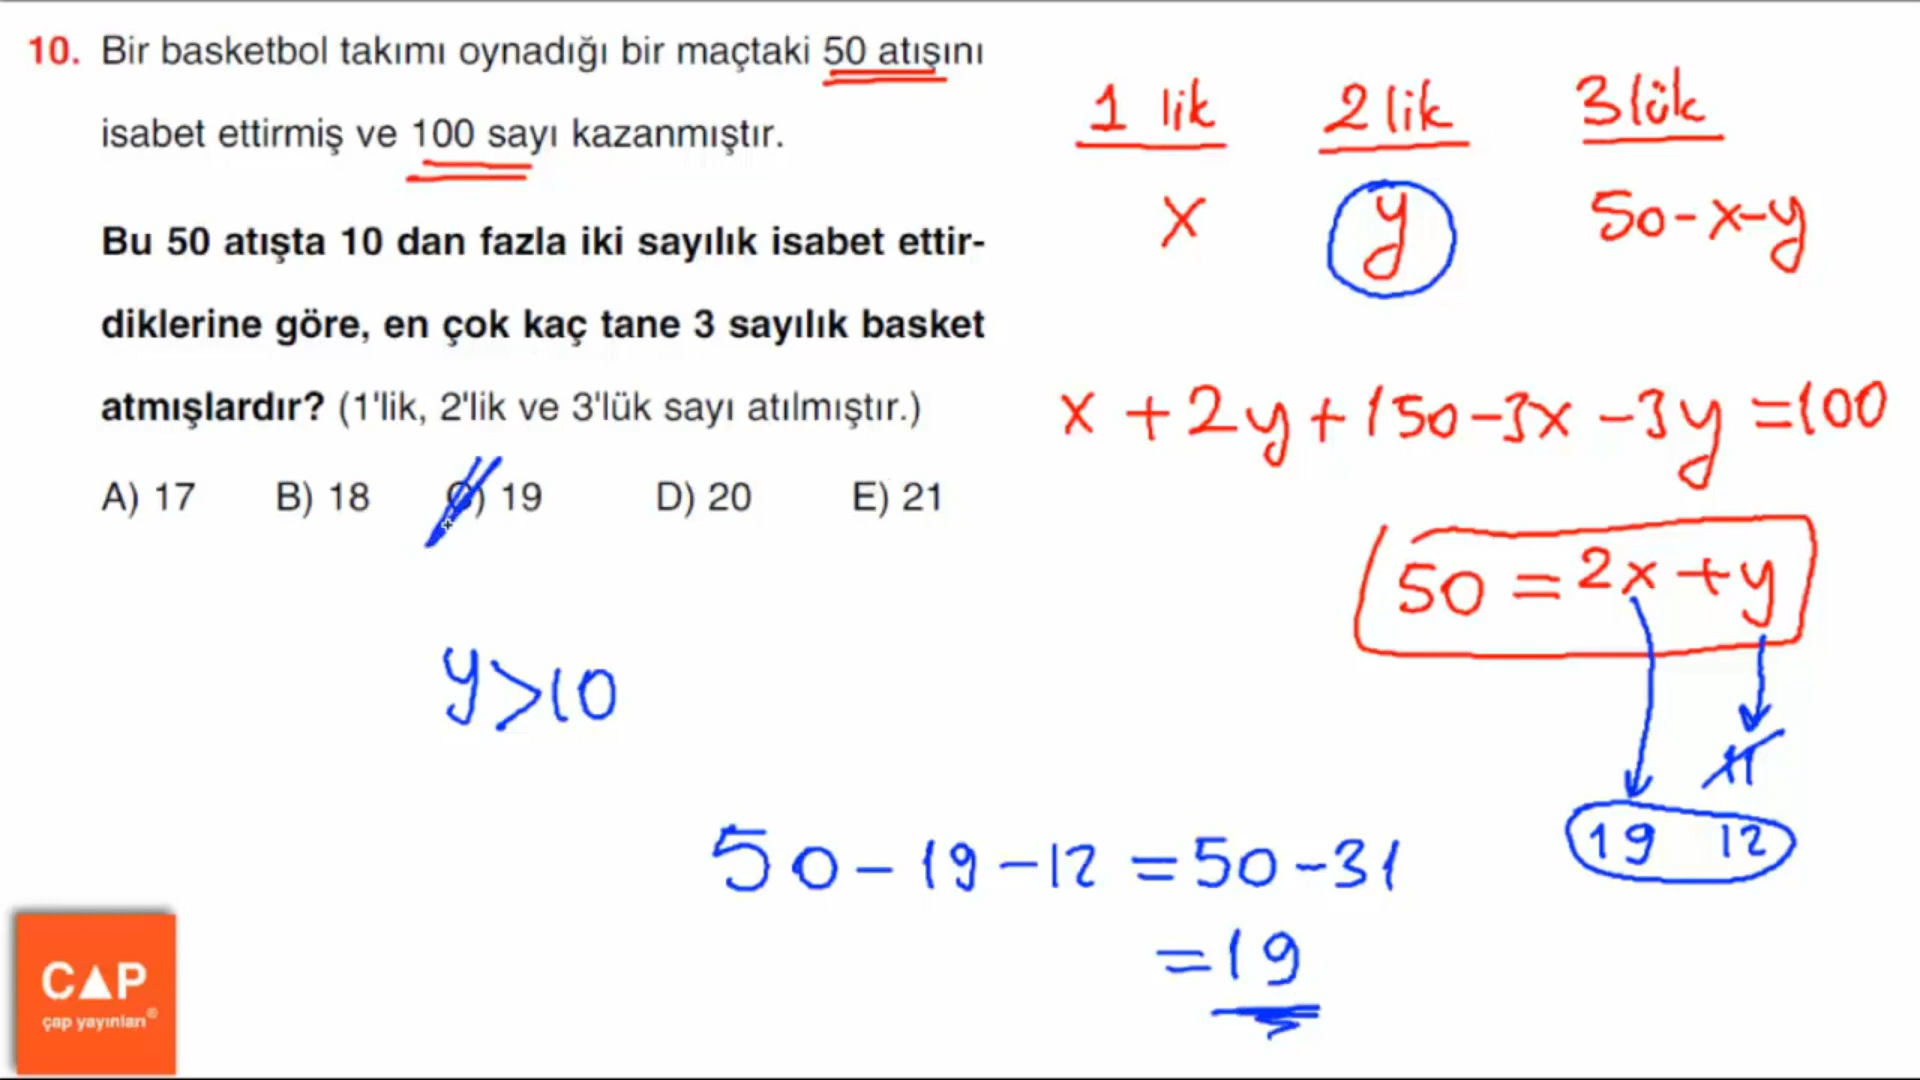 10. Bir basketbol takımı oynadığı bir maçtaki 50 atışını
isabet ettirmiş ve 100 sayı kazanmıştır.
Bu 50 atışta 10 dan fazla iki sayılık isabet ettir-
diklerine göre, en çok kaç tane 3 sayılık basket
atmışlardır? (1'lik, 2'lik ve 3'lük sayı atılmıştır.)
A) 17 B) 18 C) 19 D) 20 E) 21
1 lik 2 lik 3 lük
x y 50-x-y
x+2y+150-3x-3y=100
50=2x+y
y>10
11
19 12
50-19-12=50-31
=19
CAP
çap yayınları®